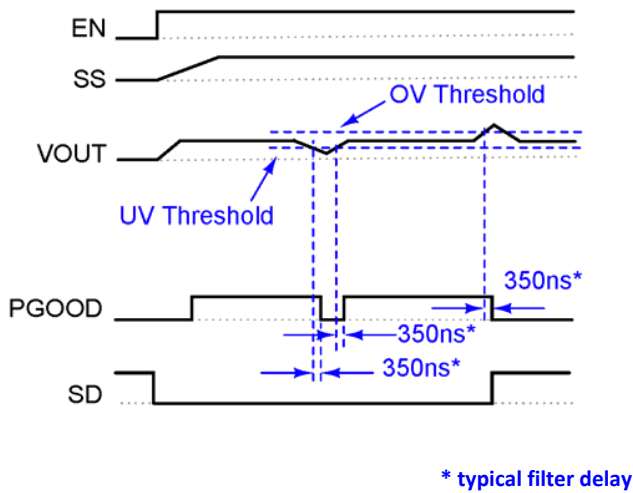 EN
SS
OV Threshold
VOUT
UV Threshold
350ns*
PGOOD
350ns*
350ns*
SD
* typical filter delay